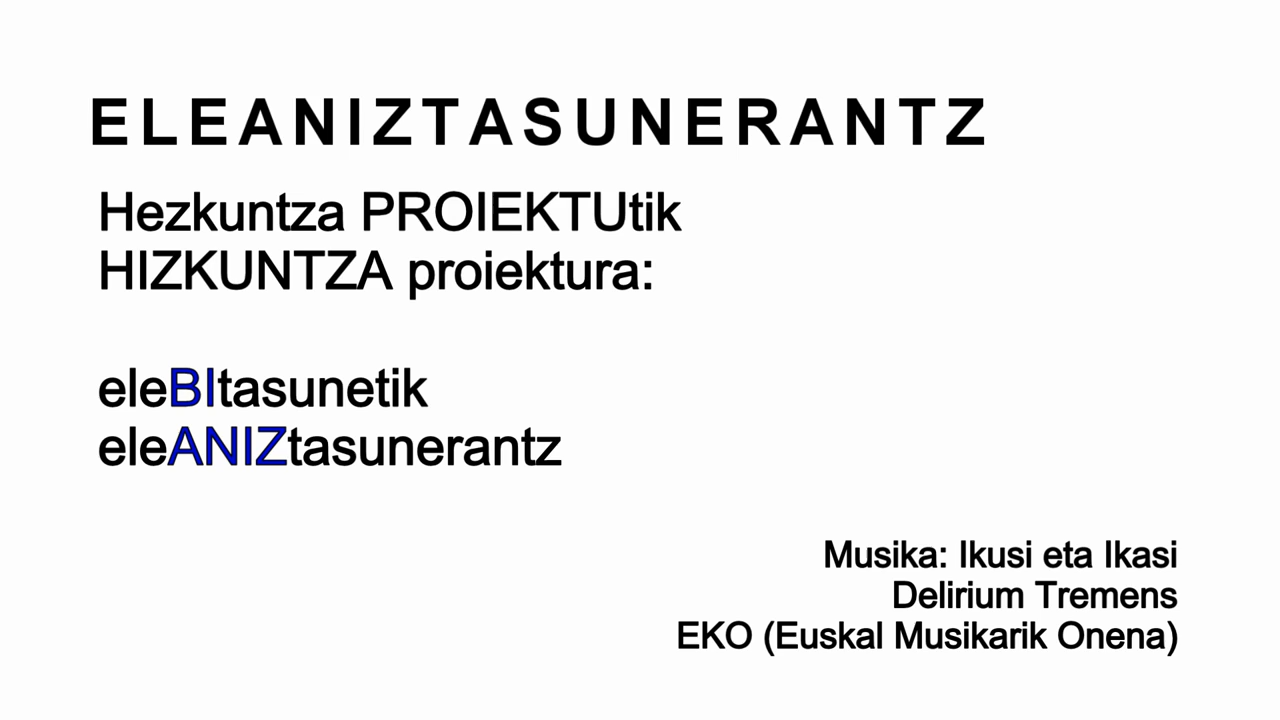 ELEANIZTASUNERANTZ
Hezkuntza PROIEKTUtik
HIZKUNTZA proiektura:
eleBItasunetik
eleANIZtasunerantz
Musika: Ikusi eta Ikasi
Delirium Tremens
EKO (Euskal Musikarik Onena)